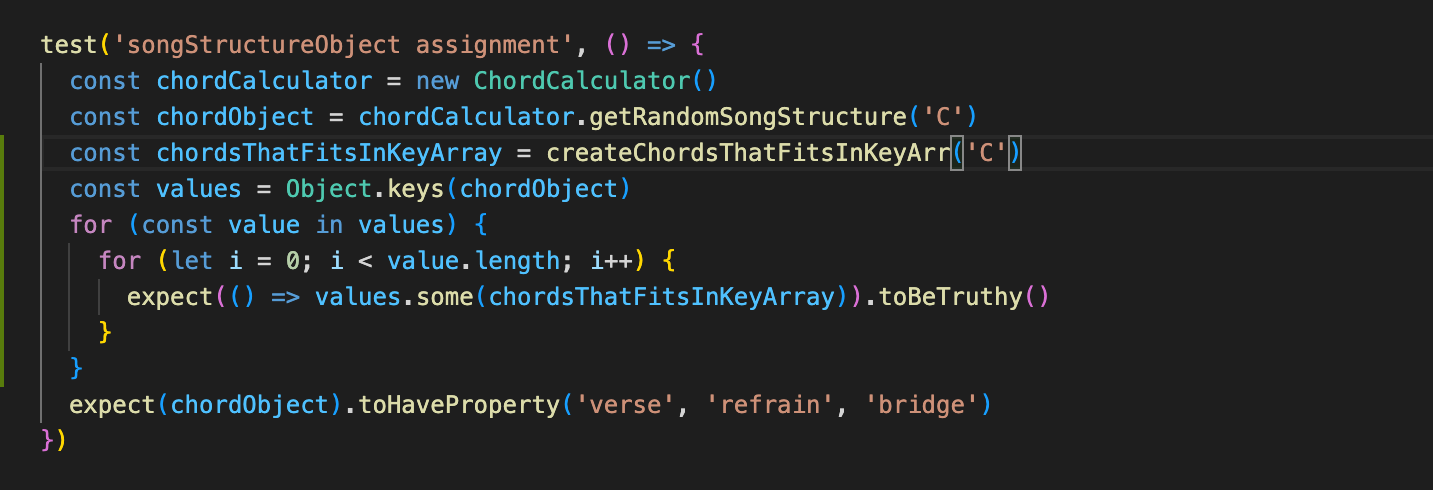 test('songStructureObject assignment', () => {
const chordCalculator = new ChordCalculator()
const chordObject = chordCalculator.getRandomSongStructure('C')
const chordsThatFitsInKeyArray = createChordsThatFitsInKeyArr('C')
const values = Object.keys(chordObject)
for (const value in values) {
for (let i = 0; i < value.length; i++) {
expect(() => values.some(chordsThatFitsInKeyArray)).toBeTruthy()
}
}
expect(chordObject).toHaveProperty('verse', 'refrain', 'bridge')
})